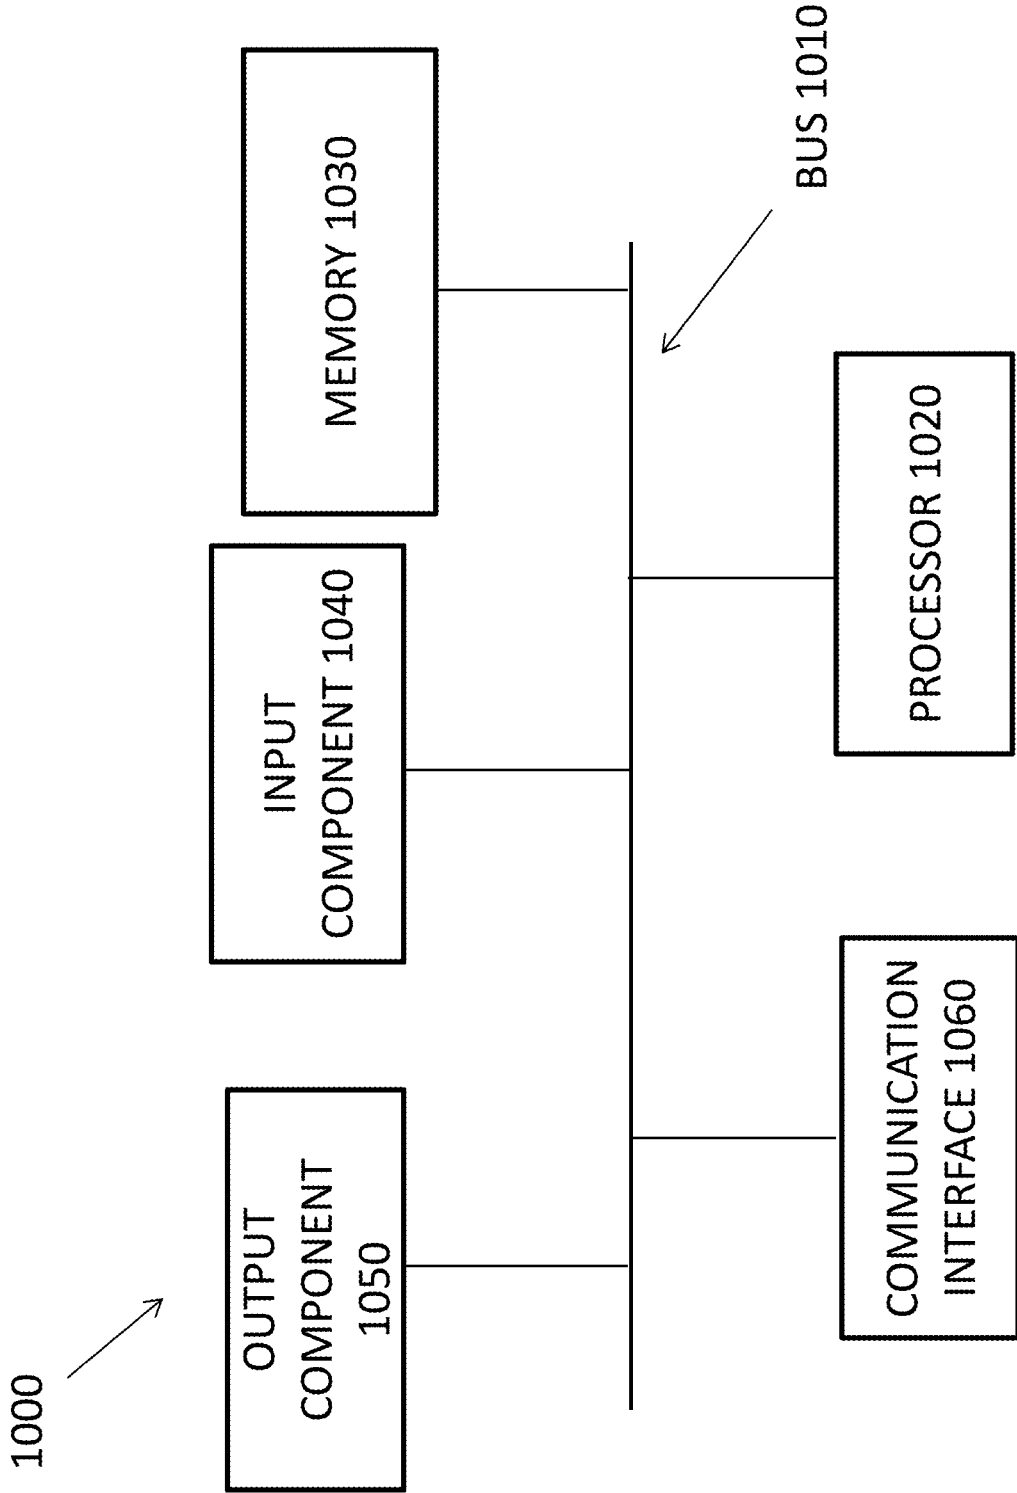 1000
OUTPUT
COMPONENT
1050
INPUT
COMPONENT 1040
MEMORY 1030
COMMUNICATION
INTERFACE 1060
PROCESSOR 1020
BUS 1010